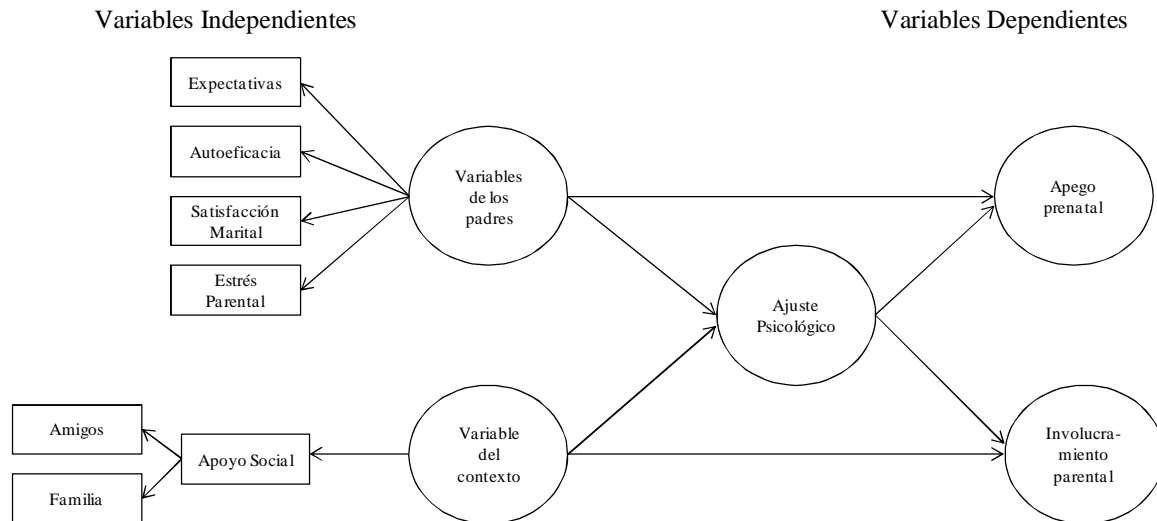 Variables Independientes
Variables Dependientes
Expectativas
Autoeficacia
Satisfacción
Marital
Estrés
Parental
Variables
de los
padres
Apego
prenatal
Ajuste
Psicológico
Amigos
Familia
Apoyo Social
Variable
del
contexto
Involucra-
miento
parental